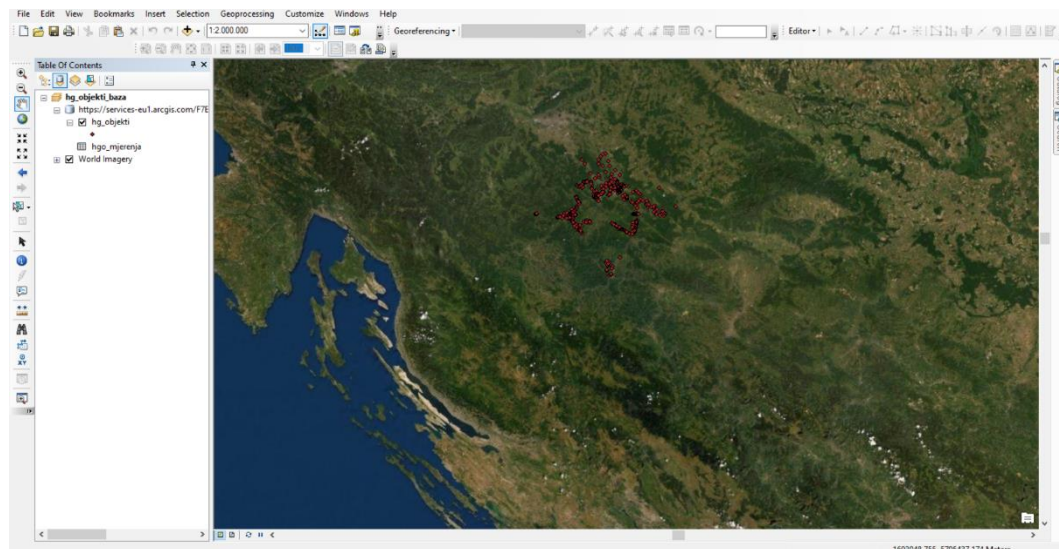 File Edit View Bookmarks Insert Selection Geoprocessing Customize Windows Help
1:2.000.000 Georeferencing Editor
Table Of Contents
hg_objekti_baza
https://services-eu1.arcgis.com/F7E
hg_objekti
hgo_mjerenja
World Imagery